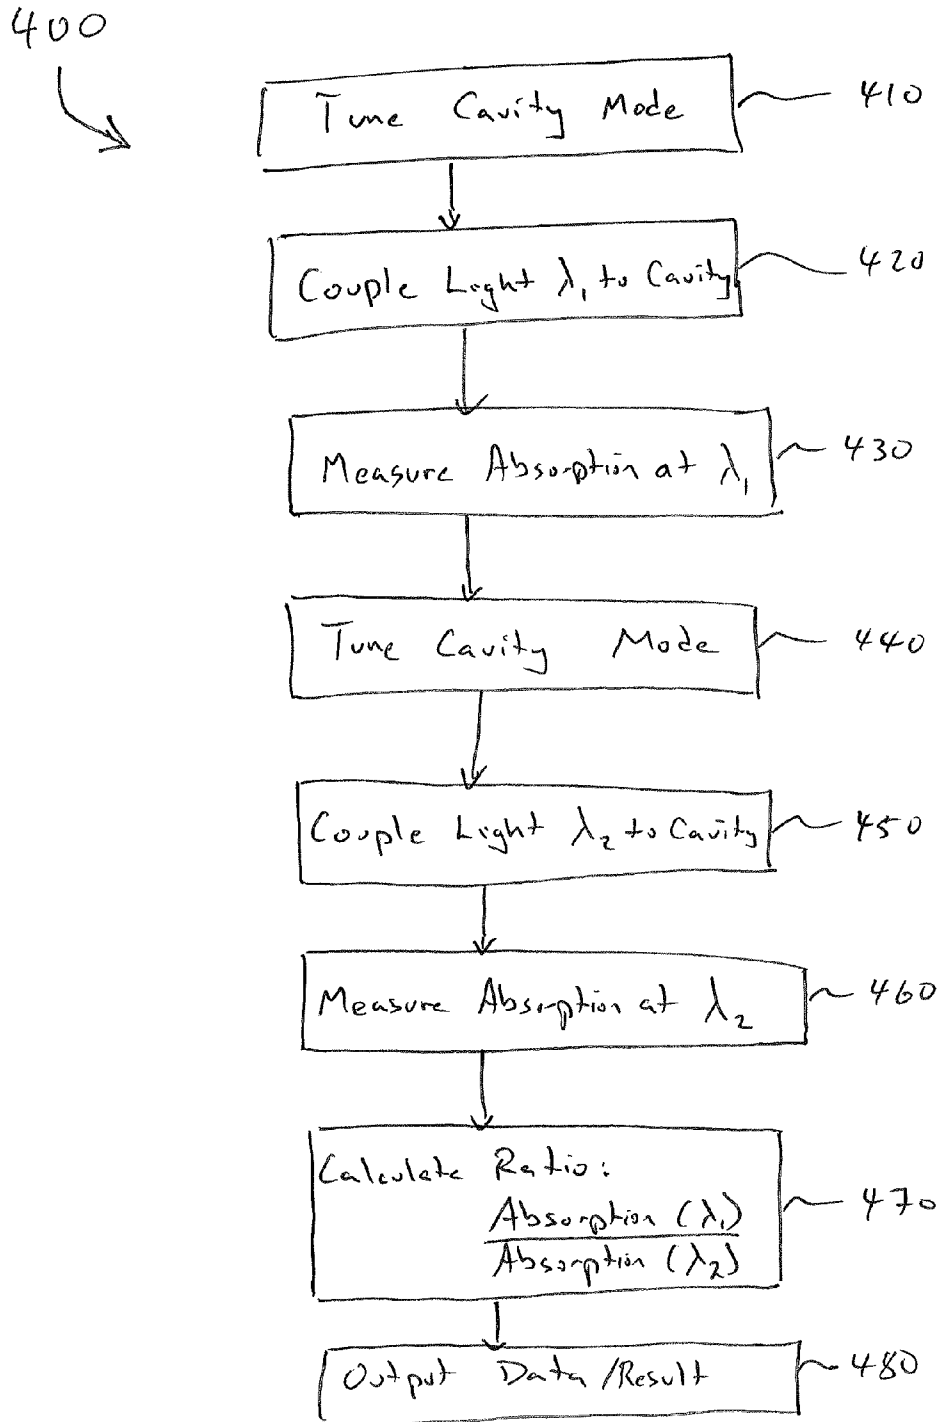 400
Tune Cavity Mode
410
Couple Light λ₁ to Cavity
420
Measure Absorption at λ₁
430
Tune Cavity Mode
440
Couple Light λ₂ to Cavity
450
Measure Absorption at λ₂
460
Calculate Ratio:
Absorption (λ₁)
Absorption (λ₂)
470
Output Data/Result
480